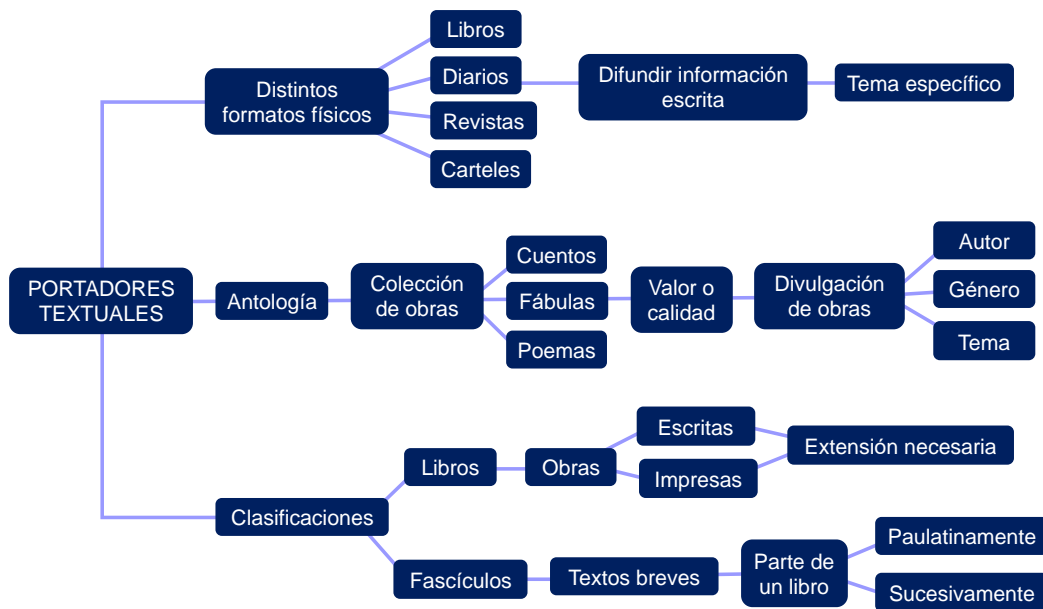 Libros
Distintos
formatos físicos
Diarios
Difundir información
escrita
Tema específico
Revistas
Carteles
PORTADORES
TEXTUALES
Antología
Colección
de obras
Cuentos
Fábulas
Poemas
Valor o
calidad
Divulgación
de obras
Autor
Género
Tema
Clasificaciones
Libros
Obras
Escritas
Impresas
Extensión necesaria
Fascículos
Textos breves
Parte de
un libro
Paulatinamente
Sucesivamente